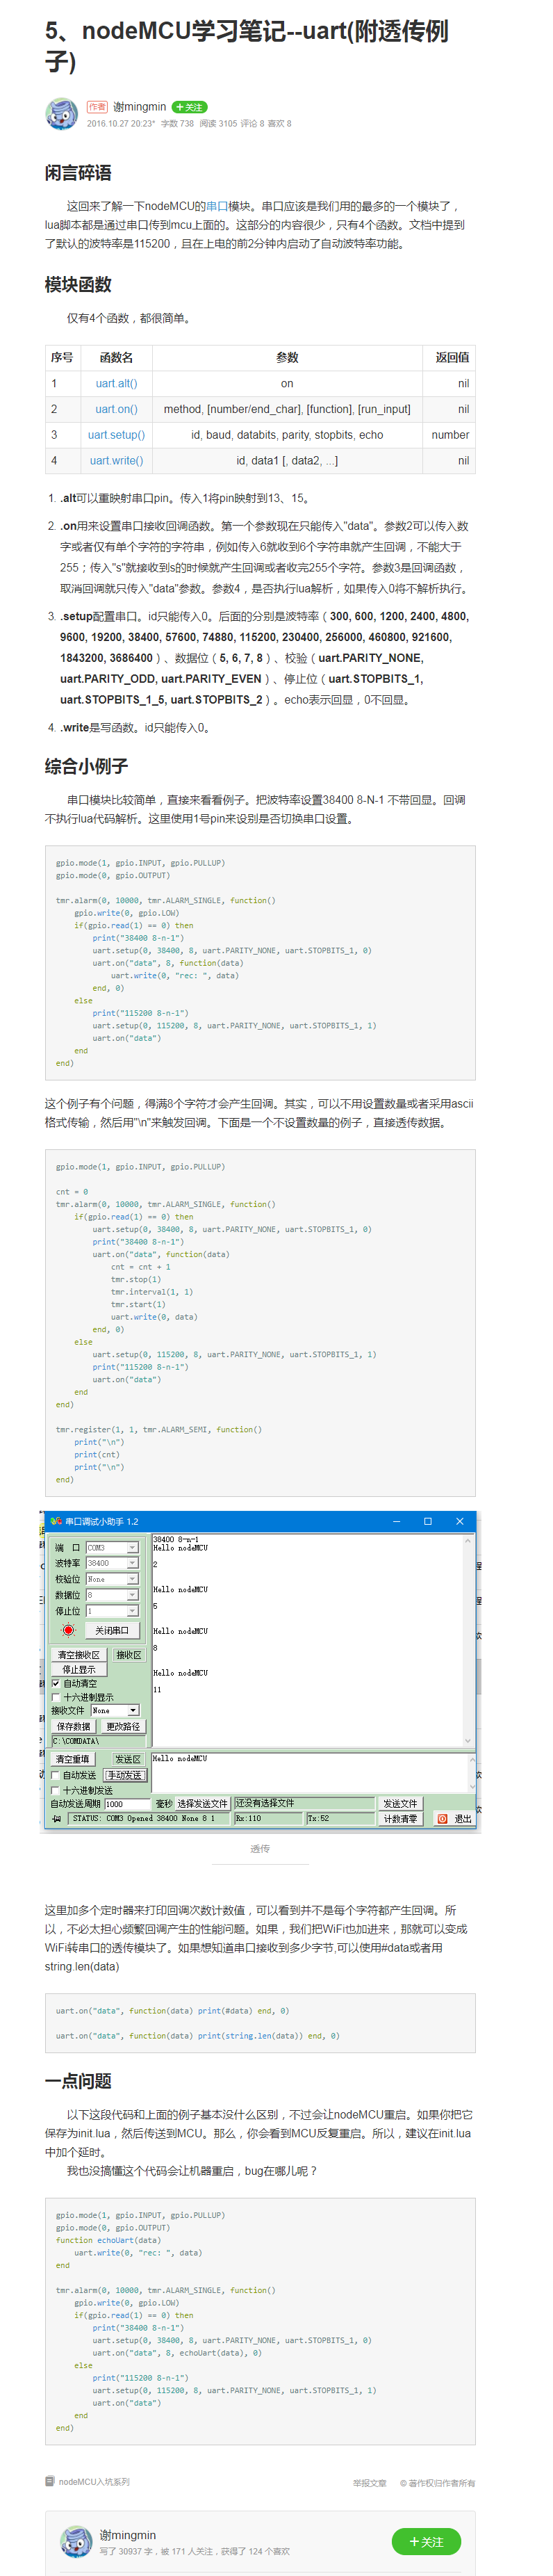 5、nodeMCU学习笔记--uart(附透传例
子)
作者 谢mingmin +关注
2016.10.27 20:23* 字数 738 阅读 3105 评论 8 喜欢 8
闲言碎语
这回来了解一下nodeMCU的串口模块。串口应该是我们用的最多的一个模块了，
lua脚本都是通过串口传到mcu上面的。这部分的内容很少，只有4个函数。文档中提到
了默认的波特率是115200，且在上电的前2分钟内启动了自动波特率功能。
模块函数
仅有4个函数，都很简单。
序号 函数名 参数 返回值
1 uart.alt() on nil
2 uart.on() method, [number/end_char], [function], [run_input] nil
3 uart.setup() id, baud, databits, parity, stopbits, echo number
4 uart.write() id, data1 [, data2, ...] nil
1. .alt可以重映射串口pin。传入1将pin映射到13、15。
2. .on用来设置串口接收回调函数。第一个参数现在只能传入"data"。参数2可以传入数
字或者仅有单个字符的字符串，例如传入6就收到6个字符串就产生回调，不能大于
255；传入"s"就接收到s的时候就产生回调或者收完255个字符。参数3是回调函数，
取消回调就只传入"data"参数。参数4，是否执行lua解析，如果传入0将不解析执行。
3. .setup配置串口。id只能传入0。后面的分别是波特率（300, 600, 1200, 2400, 4800,
9600, 19200, 38400, 57600, 74880, 115200, 230400, 256000, 460800, 921600,
1843200, 3686400）、数据位（5, 6, 7, 8）、校验（uart.PARITY_NONE,
uart.PARITY_ODD, uart.PARITY_EVEN）、停止位（uart.STOPBITS_1,
uart.STOPBITS_1_5, uart.STOPBITS_2）。echo表示回显，0不回显。
4. .write是写函数。id只能传入0。
综合小例子
串口模块比较简单，直接来看看例子。把波特率设置38400 8-N-1 不带回显。回调
不执行lua代码解析。这里使用1号pin来设别是否切换串口设置。
gpio.mode(1, gpio.INPUT, gpio.PULLUP)
gpio.mode(0, gpio.OUTPUT)
tmr.alarm(0, 10000, tmr.ALARM_SINGLE, function()
gpio.write(0, gpio.LOW)
if(gpio.read(1) == 0) then
print("38400 8-n-1")
uart.setup(0, 38400, 8, uart.PARITY_NONE, uart.STOPBITS_1, 0)
uart.on("data", 8, function(data)
uart.write(0, "rec: ", data)
end, 0)
else
print("115200 8-n-1")
uart.setup(0, 115200, 8, uart.PARITY_NONE, uart.STOPBITS_1, 1)
uart.on("data")
end
end)
这个例子有个问题，得满8个字符才会产生回调。其实，可以不用设置数量或者采用ascii
格式传输，然后用"\n"来触发回调。下面是一个不设置数量的例子，直接透传数据。
gpio.mode(1, gpio.INPUT, gpio.PULLUP)
cnt = 0
tmr.alarm(0, 10000, tmr.ALARM_SINGLE, function()
if(gpio.read(1) == 0) then
uart.setup(0, 38400, 8, uart.PARITY_NONE, uart.STOPBITS_1, 0)
print("38400 8-n-1")
uart.on("data", function(data)
cnt = cnt + 1
tmr.stop(1)
tmr.interval(1, 1)
tmr.start(1)
uart.write(0, data)
end, 0)
else
uart.setup(0, 115200, 8, uart.PARITY_NONE, uart.STOPBITS_1, 1)
print("115200 8-n-1")
uart.on("data")
end
end)
tmr.register(1, 1, tmr.ALARM_SEMI, function()
print("\n")
print(cnt)
print("\n")
end)
串口调试小助手 1.2
端 口 COM3
波特率 38400
校验位 None
数据位 8
停止位 1
关闭串口
清空接收区 接收区
停止显示
自动清空
十六进制显示
接收文件 None
保存数据 更改路径
C:\COMDATA\
38400 8-n-1
Hello nodeMCU
2
Hello nodeMCU
5
Hello nodeMCU
8
Hello nodeMCU
11
清空重填 发送区 Hello nodeMCU
自动发送 手动发送
十六进制发送
自动发送周期 1000 毫秒 选择发送文件 还没有选择文件 发送文件
STATUS: COM3 Opened 38400 None 8 1 Rx:110 Tx:52 计数清零 退出
透传
这里加多个定时器来打印回调次数计数值，可以看到并不是每个字符都产生回调。所
以，不必太担心频繁回调产生的性能问题。如果，我们把WiFi也加进来，那就可以变成
WiFi转串口的透传模块了。如果想知道串口接收到多少字节,可以使用#data或者用
string.len(data)
uart.on("data", function(data) print(#data) end, 0)
uart.on("data", function(data) print(string.len(data)) end, 0)
一点问题
以下这段代码和上面的例子基本没什么区别，不过会让nodeMCU重启。如果你把它
保存为init.lua，然后传送到MCU。那么，你会看到MCU反复重启。所以，建议在init.lua
中加个延时。
我也没搞懂这个代码会让机器重启，bug在哪儿呢？
gpio.mode(1, gpio.INPUT, gpio.PULLUP)
gpio.mode(0, gpio.OUTPUT)
function echoUart(data)
uart.write(0, "rec: ", data)
end
tmr.alarm(0, 10000, tmr.ALARM_SINGLE, function()
gpio.write(0, gpio.LOW)
if(gpio.read(1) == 0) then
print("38400 8-n-1")
uart.setup(0, 38400, 8, uart.PARITY_NONE, uart.STOPBITS_1, 0)
uart.on("data", 8, echoUart(data), 0)
else
print("115200 8-n-1")
uart.setup(0, 115200, 8, uart.PARITY_NONE, uart.STOPBITS_1, 1)
uart.on("data")
end
end)
nodeMCU入坑系列 举报文章 © 著作权归作者所有
谢mingmin
写了 30937 字，被 171 人关注，获得了 124 个喜欢
+关注